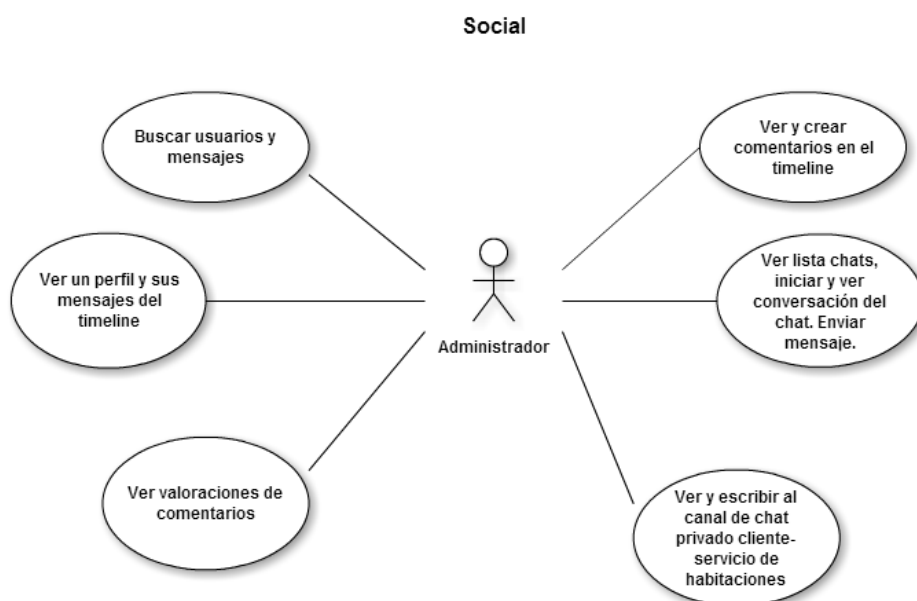 Social
Buscar usuarios y
mensajes
Ver y crear
comentarios en el
timeline
Ver un perfil y sus
mensajes del
timeline
Administrador
Ver lista chats,
iniciar y ver
conversación del
chat. Enviar
mensaje.
Ver valoraciones de
comentarios
Ver y escribir al
canal de chat
privado cliente-
servicio de
habitaciones